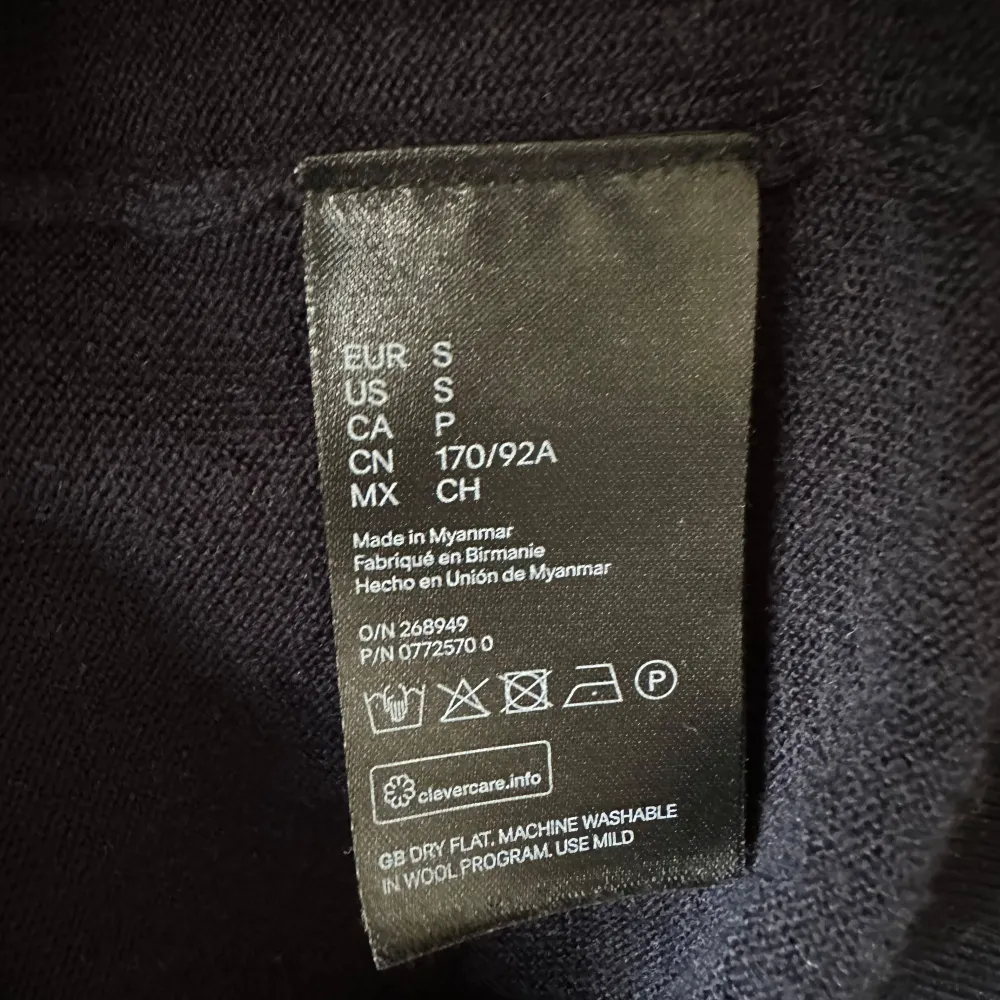 EUR S
US S
CA P
CN 170/92A
MX CH
Made in Myanmar
Fabriqué en Birmanie
Hecho en Unión de Myanmar
O/N 268949
P/N 0772570 0
P
clevercare.info
GB DRY FLAT. MACHINE WASHABLE
IN WOOL PROGRAM. USE MILD